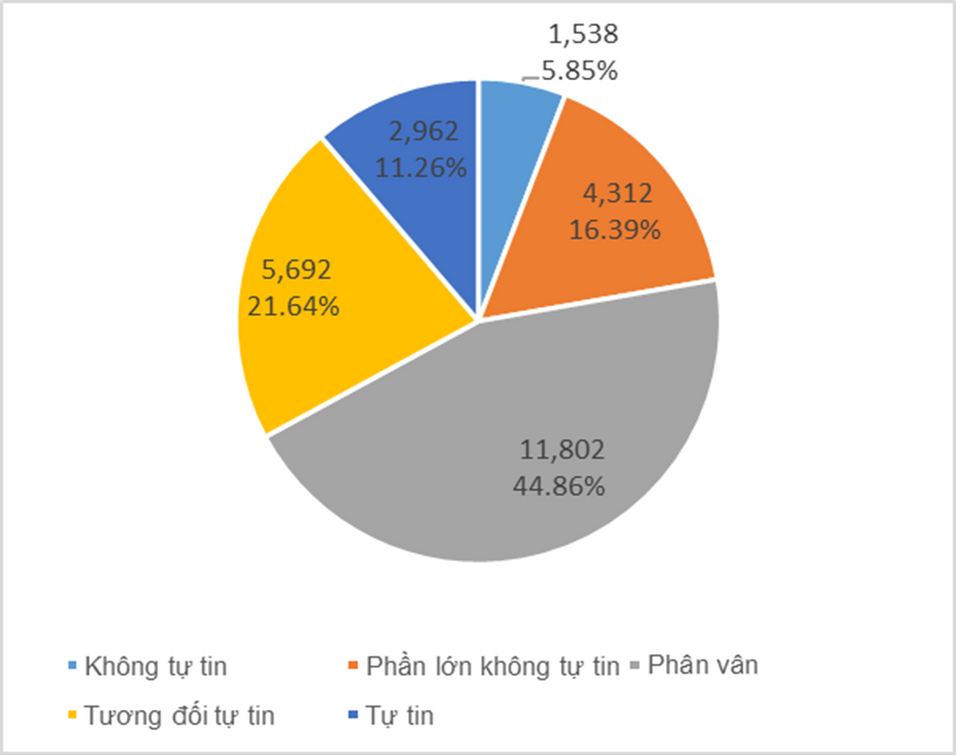 1,538
5.85%
2,962
11.26%
4,312
16.39%
5,692
21.64%
11,802
44.86%
Không tự tin
Phần lớn không tự tin
Phân vân
Tương đối tự tin
Tự tin